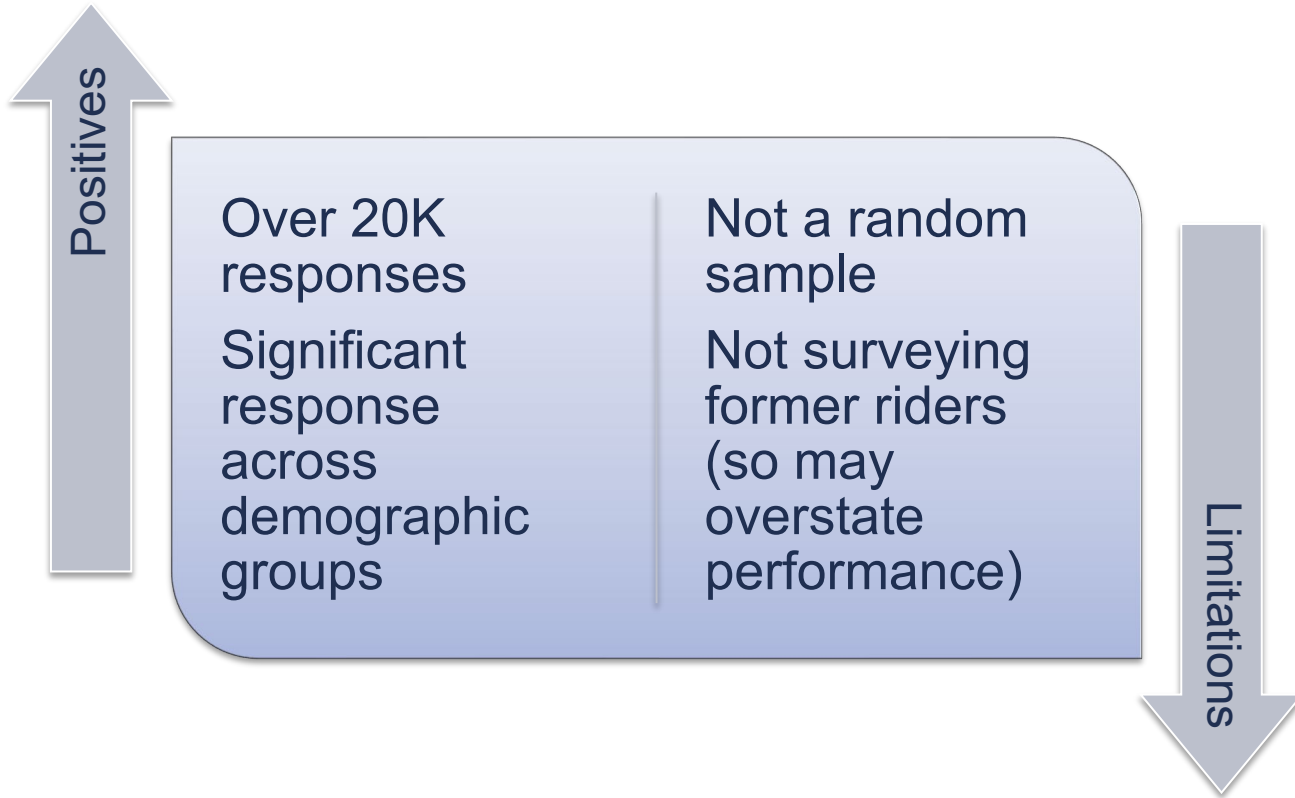 Positives
Over 20K
responses
Significant
response
across
demographic
groups
Not a random
sample
Not surveying
former riders
(so may
overstate
performance)
Limitations